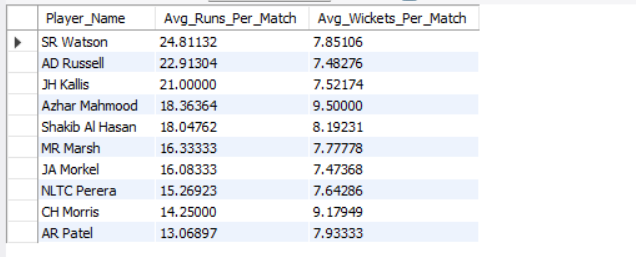 Player_Name Avg_Runs_Per_Match Avg_Wickets_Per_Match
SR Watson 24.81132 7.85106
AD Russell 22.91304 7.48276
JH Kallis 21.00000 7.52174
Azhar Mahmood 18.36364 9.50000
Shakib Al Hasan 18.04762 8.19231
MR Marsh 16.33333 7.77778
JA Morkel 16.08333 7.47368
NLTC Perera 15.26923 7.64286
CH Morris 14.25000 9.17949
AR Patel 13.06897 7.93333